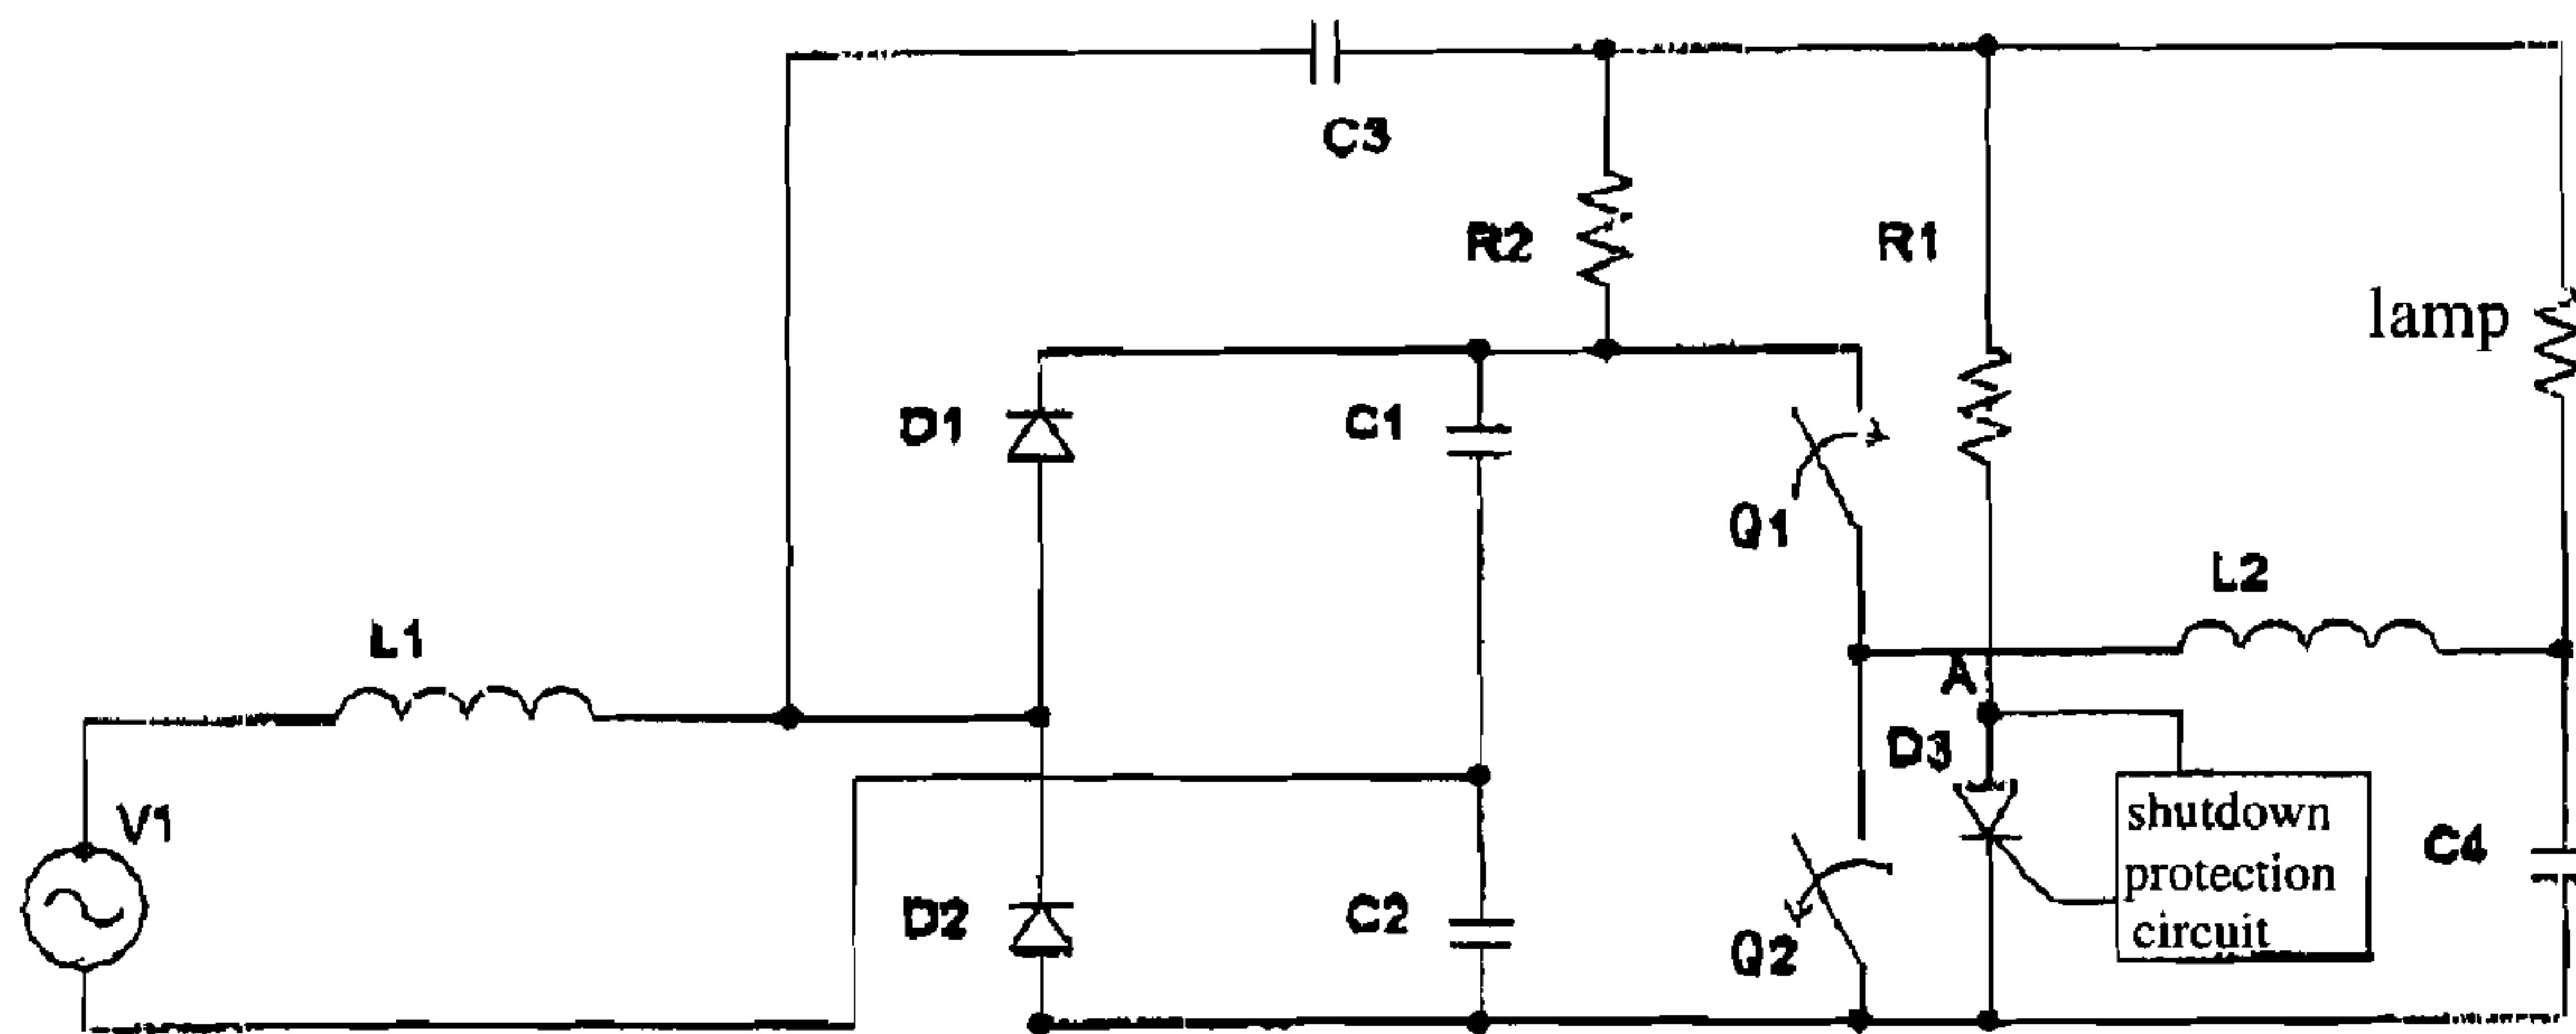 C3
R2
R1
lamp
D1
C1
Q1
L2
L1
A
D3
V1
shutdown
protection
circuit
C4
D2
C2
Q2